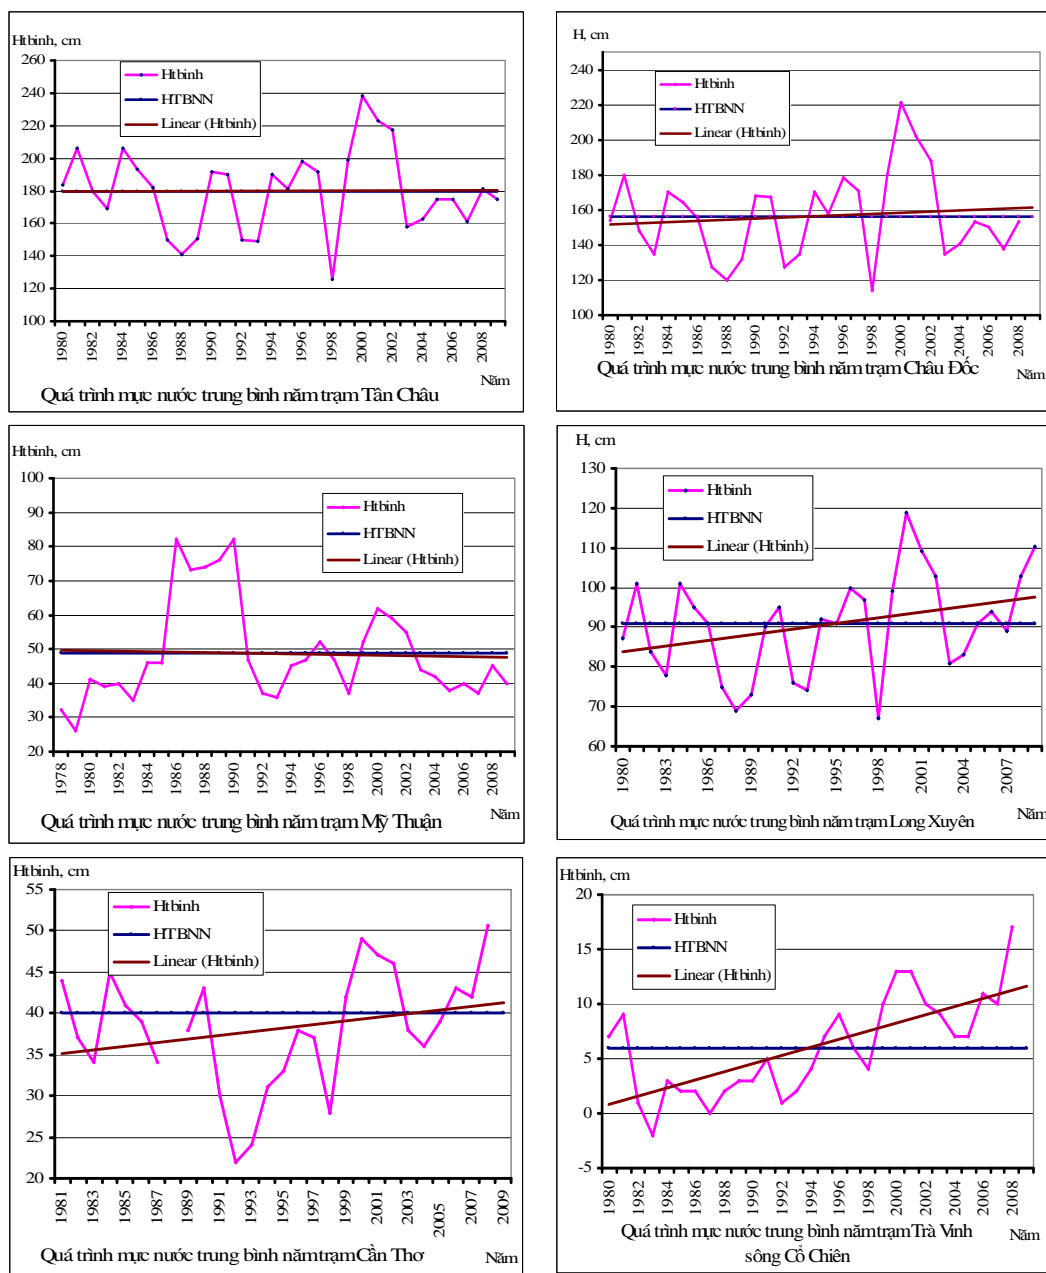 Htbinh, cm
260
240
220
200
180
160
140
120
100
Htbinh
HTBNN
Linear (Htbinh)
1980 1982 1984 1986 1988 1990 1992 1994 1996 1998 2000 2002 2004 2006 2008
Năm
Quá trình mực nước trung bình năm trạm Tân Châu
H, cm
240
220
200
180
160
140
120
100
Htbinh
HTBNN
Linear (Htbinh)
1980 1982 1984 1986 1988 1990 1992 1994 1996 1998 2000 2002 2004 2006 2008
Quá trình mực nước trung bình năm trạm Châu Đốc
Năm
Htbinh, cm
100
90
80
70
60
50
40
30
20
Htbinh
HTBNN
Linear (Htbinh)
1978 1980 1982 1984 1986 1988 1990 1992 1994 1996 1998 2000 2002 2004 2006 2008
Năm
Quá trình mực nước trung bình năm trạm Mỹ Thuận
H, cm
130
120
110
100
90
80
70
60
Htbinh
HTBNN
Linear (Htbinh)
1980 1983 1986 1989 1992 1995 1998 2001 2004 2007
Quá trình mực nước trung bình năm trạm Long Xuyên
Năm
Htbinh, cm
55
50
45
40
35
30
25
20
Htbinh
HTBNN
Linear (Htbinh)
1981 1983 1985 1987 1989 1991 1993 1995 1997 1999 2001 2003 2005 2007 2009
Quá trình mực nước trung bình năm trạm Cần Thơ
Năm
Htbinh, cm
20
15
10
5
0
-5
Htbinh
HTBNN
Linear (Htbinh)
1980 1982 1984 1986 1988 1990 1992 1994 1996 1998 2000 2002 2004 2006 2008
Quá trình mực nước trung bình năm trạm Trà Vinh
Năm
sông Cổ Chiên